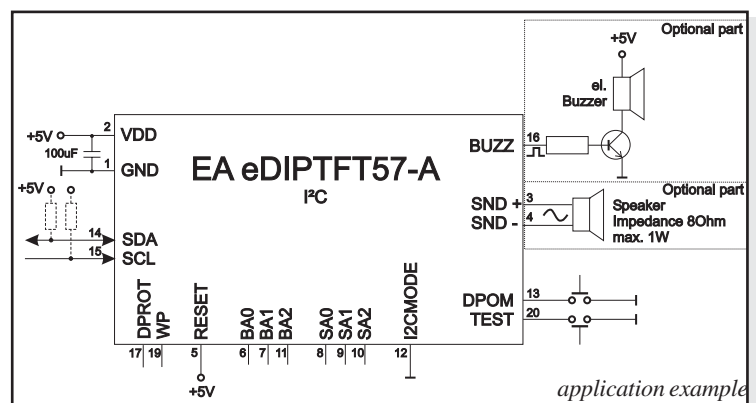 Optional part
+5V
el.
Buzzer
2
VDD
+5V
100uF
1
GND
EA eDIPTFT57-A
I²C
BUZZ
16
+5V
14
SDA
15
SCL
Optional part
SND +
3
SND -
4
Speaker
Impedance 8Ohm
max. 1W
DPOM
13
TEST
20
DPROT
WP
RESET
BA0
BA1
BA2
SA0
SA1
SA2
I2CMODE
17
19
5
6
7
11
8
9
10
12
+5V
application example